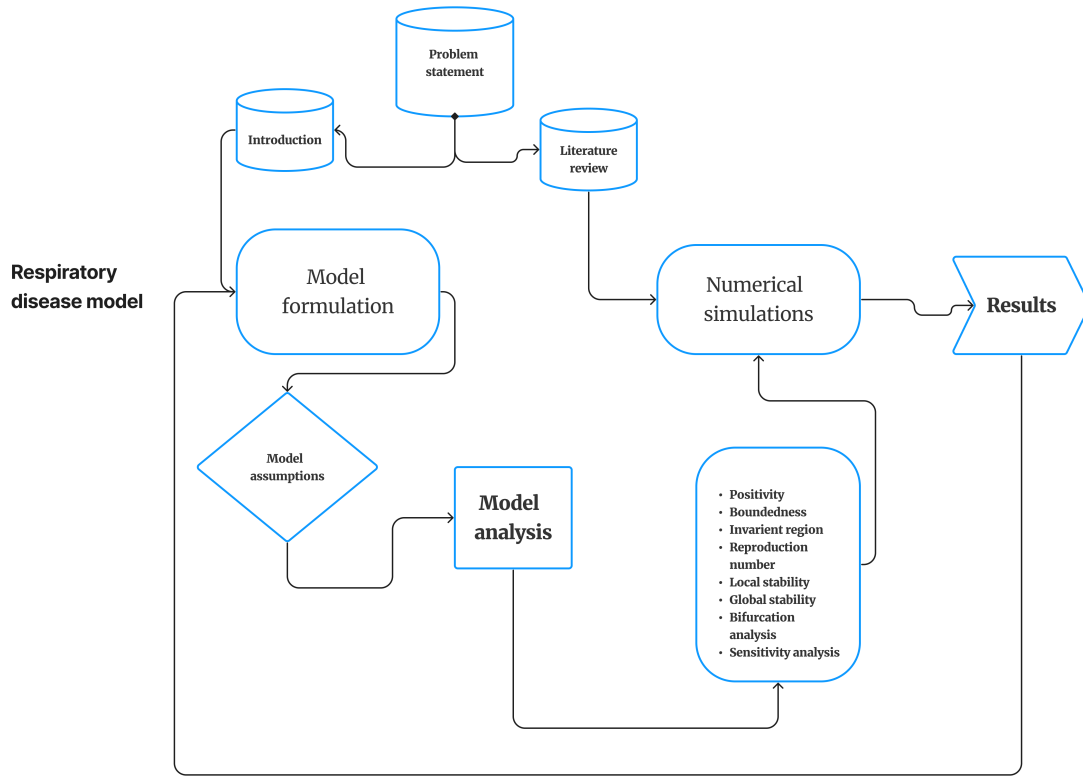 Problem
statement
Introduction
Literature
review
Respiratory
disease model
Model
formulation
Numerical
simulations
Results
Model
assumptions
Model
analysis
• Positivity
• Boundedness
• Invarient region
• Reproduction
number
• Local stability
• Global stability
• Bifurcation
analysis
• Sensitivity analysis